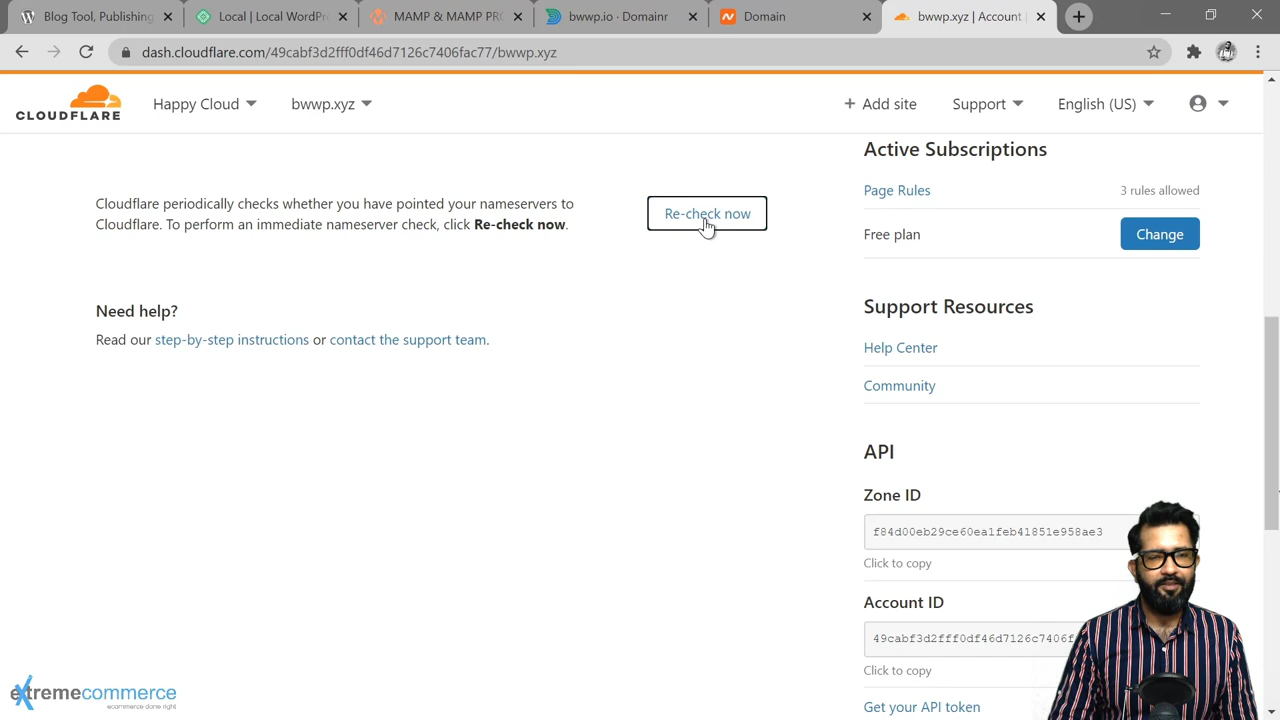 Blog Tool, Publishing
Local | Local WordPre
MAMP & MAMP PRO
bwwp.io · Domainr
Domain
bwwp.xyz | Account
dash.cloudflare.com/49cabf3d2fff0df46d7126c7406fac77/bwwp.xyz
CLOUDFLARE
Happy Cloud
bwwp.xyz
+ Add site
Support
English (US)
Active Subscriptions
Page Rules
3 rules allowed
Free plan
Change
Cloudflare periodically checks whether you have pointed your nameservers to
Cloudflare. To perform an immediate nameserver check, click Re-check now.
Re-check now
Need help?
Read our step-by-step instructions or contact the support team.
Support Resources
Help Center
Community
API
Zone ID
f84d00eb29ce60ea1feb41851e958ae3
Click to copy
Account ID
49cabf3d2fff0df46d7126c7406f
Click to copy
Get your API token
extremecommerce
ecommerce done right